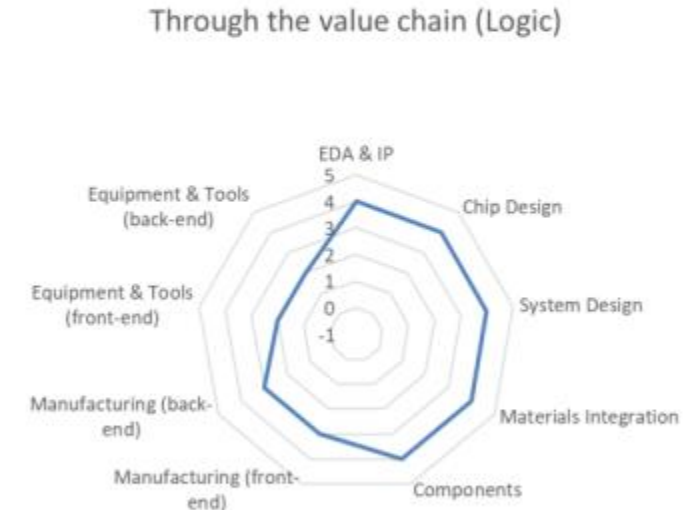 Through the value chain (Logic)
EDA & IP
5
4
3
2
1
0
-1
Chip Design
System Design
Materials Integration
Components
Manufacturing (front-
end)
Manufacturing (back-
end)
Equipment & Tools
(front-end)
Equipment & Tools
(back-end)